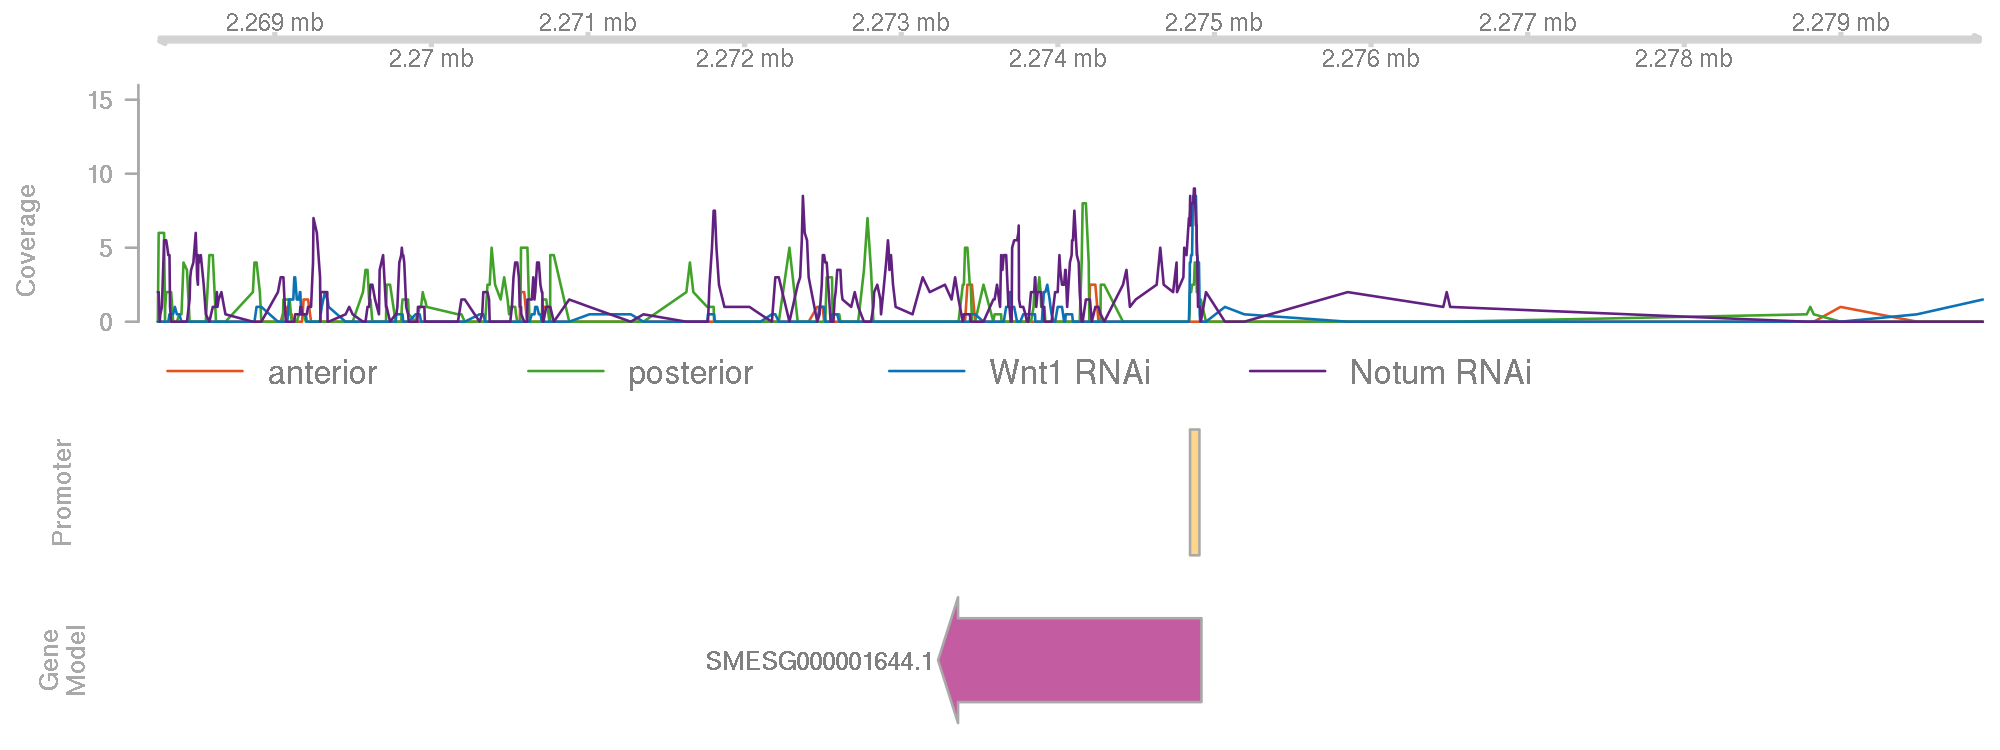 2.269 mb 2.271 mb 2.273 mb 2.275 mb 2.277 mb 2.279 mb
2.27 mb 2.272 mb 2.274 mb 2.276 mb 2.278 mb
15
10
5
0
Coverage
anterior posterior Wnt1 RNAi Notum RNAi
Promoter
Gene
Model
SMESG000001644.1